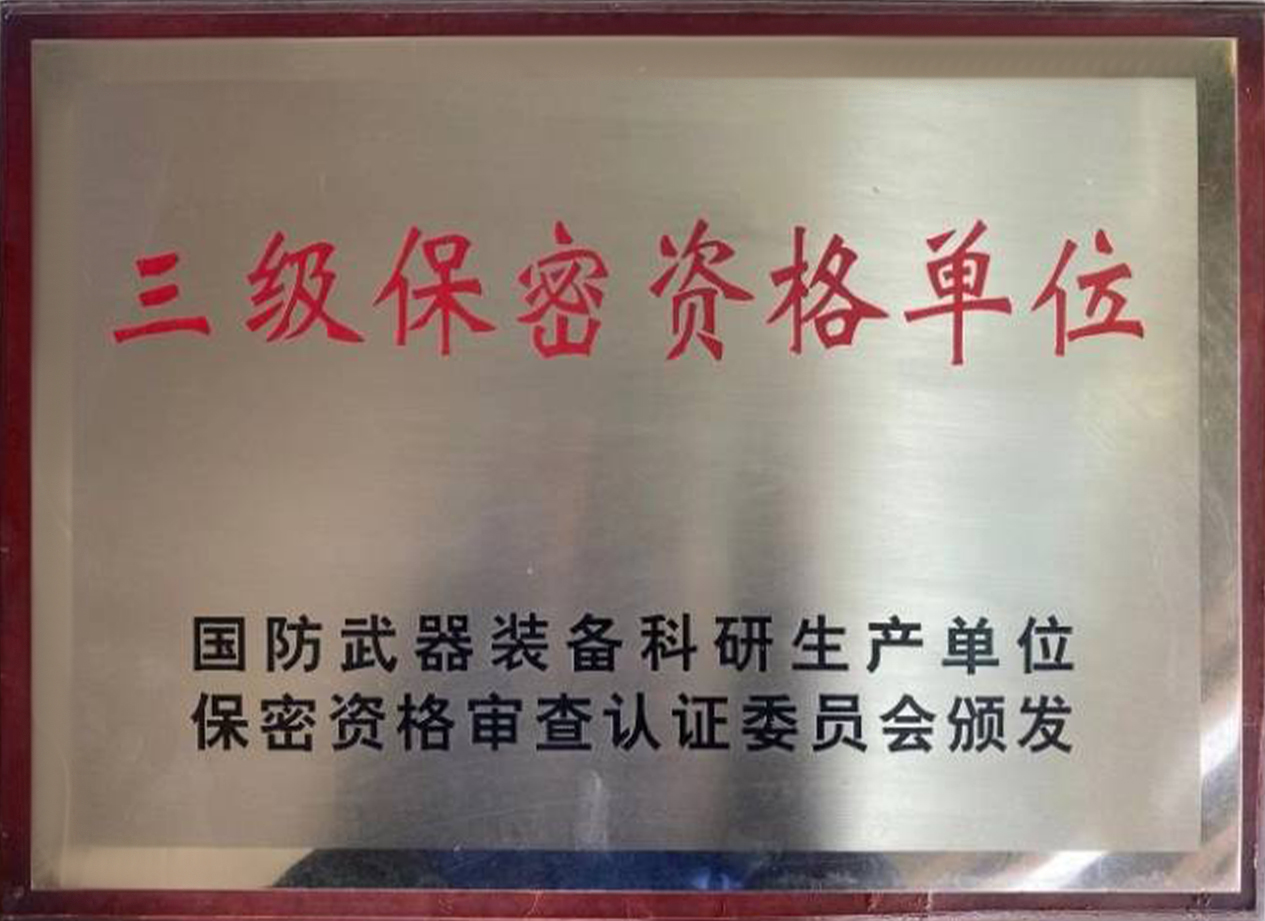 三级保密资格单位
国防武器装备科研生产单位
保密资格审查认证委员会颁发